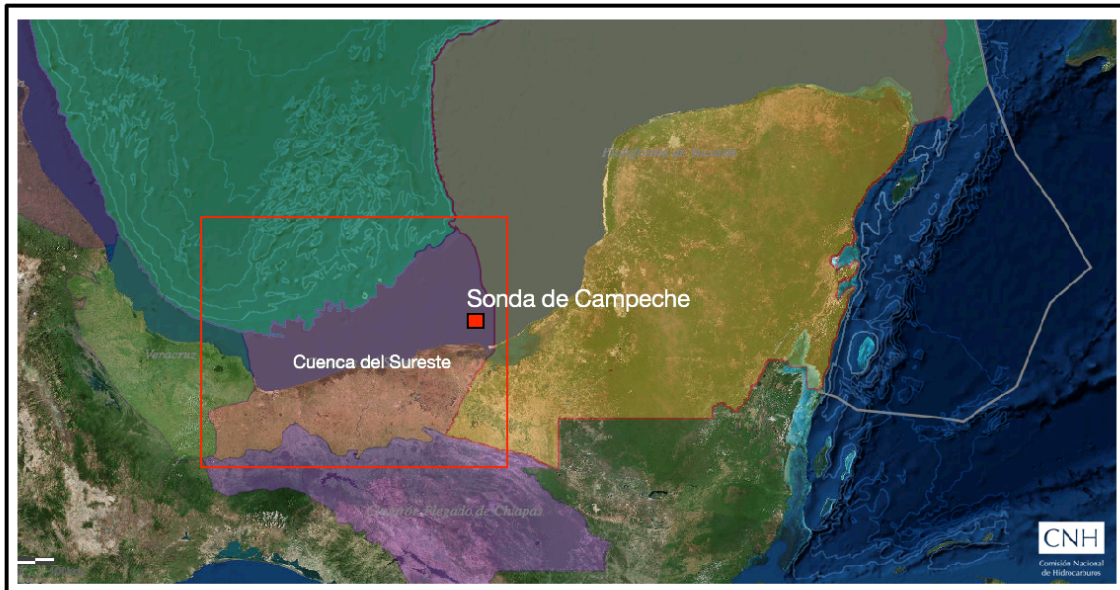 Sonda de Campeche
Veracruz
Cuenca del Sureste
Cinturón Plegado de Chiapas
CNH
Comisión Nacional
de Hidrocarburos